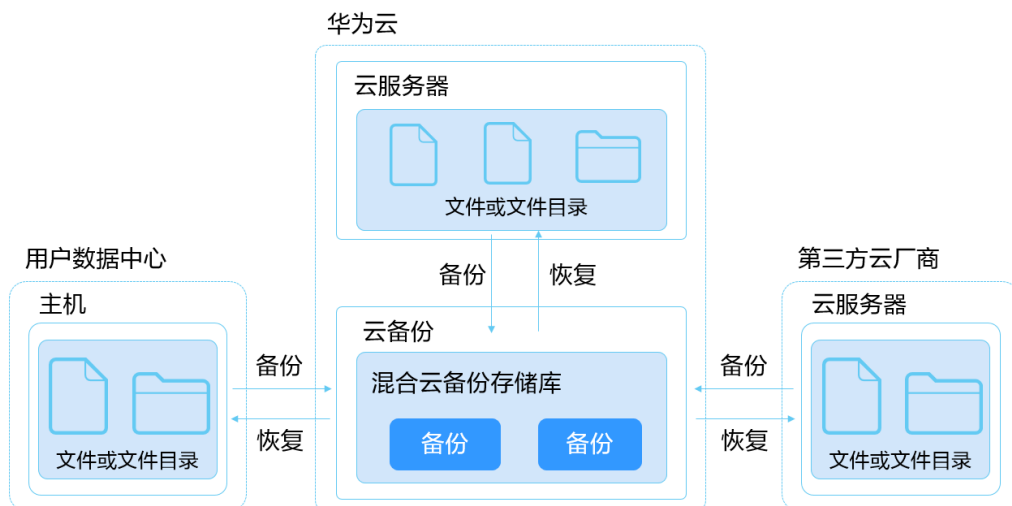 华为云
云服务器
文件或文件目录
备份
恢复
用户数据中心
主机
文件或文件目录
备份
恢复
云备份
混合云备份存储库
备份
备份
第三方云厂商
云服务器
文件或文件目录
备份
恢复